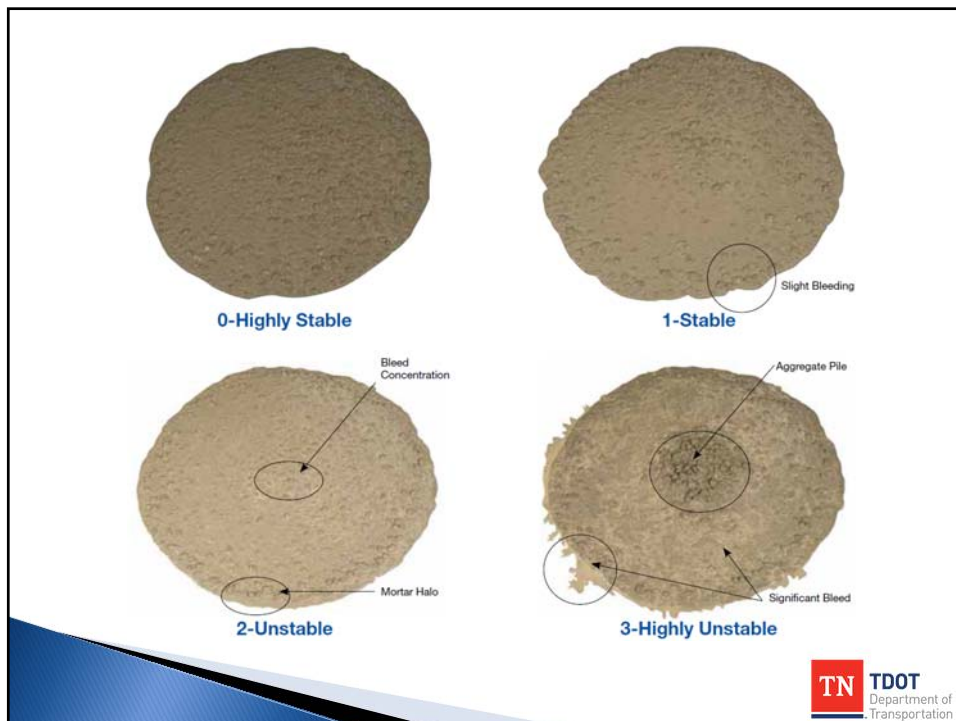 Slight Bleeding
0-Highly Stable
1-Stable
Bleed
Concentration
Aggregate Pile
Mortar Halo
Significant Bleed
2-Unstable
3-Highly Unstable
TN
TDOT
Department of
Transportation